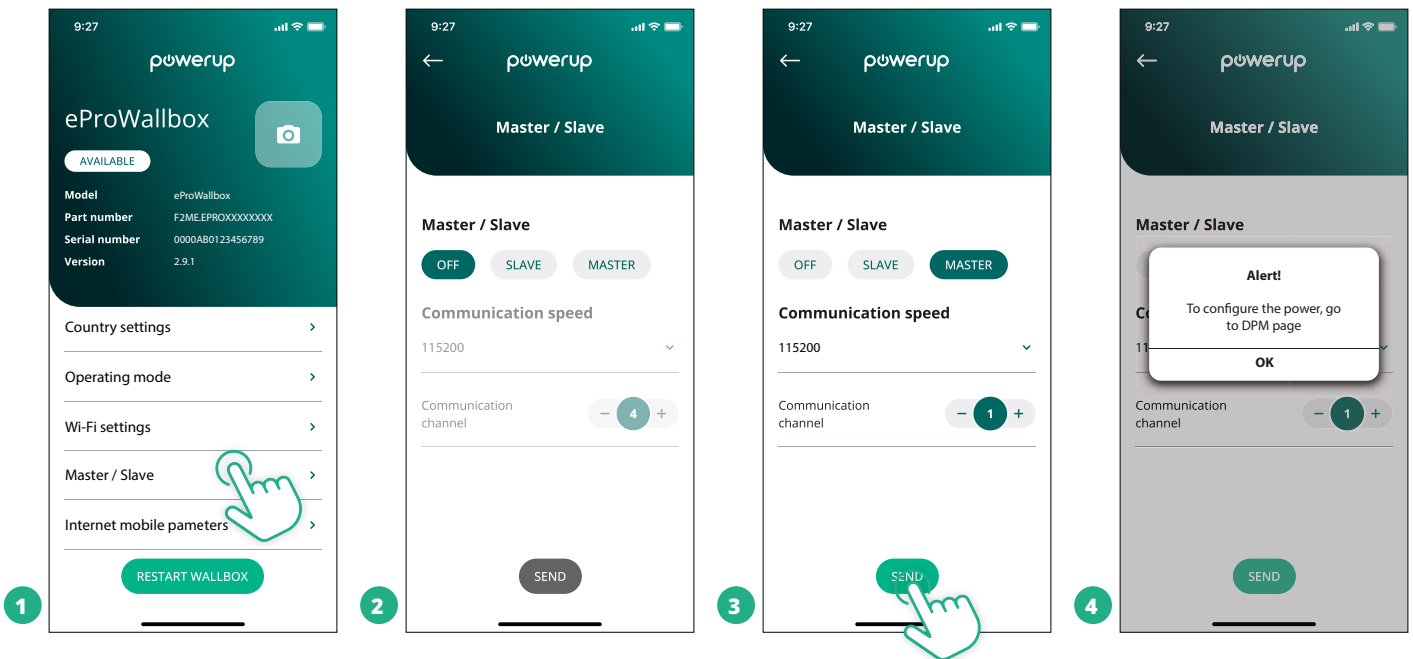 9:27
powerup
eProWallbox
AVAILABLE
Model eProWallbox
Part number F2ME.EPROXXXXXXXX
Serial number 0000AB0123456789
Version 2.9.1
Country settings
Operating mode
Wi-Fi settings
Master / Slave
Internet mobile pameters
RESTART WALLBOX
1
9:27
powerup
Master / Slave
Master / Slave
OFF SLAVE MASTER
Communication speed
115200
Communication
channel
− 4 +
SEND
2
9:27
powerup
Master / Slave
Master / Slave
OFF SLAVE MASTER
Communication speed
115200
Communication
channel
− 1 +
SEND
3
9:27
powerup
Master / Slave
Master / Slave
Alert!
To configure the power, go
to DPM page
OK
Communication
channel
− 1 +
SEND
4